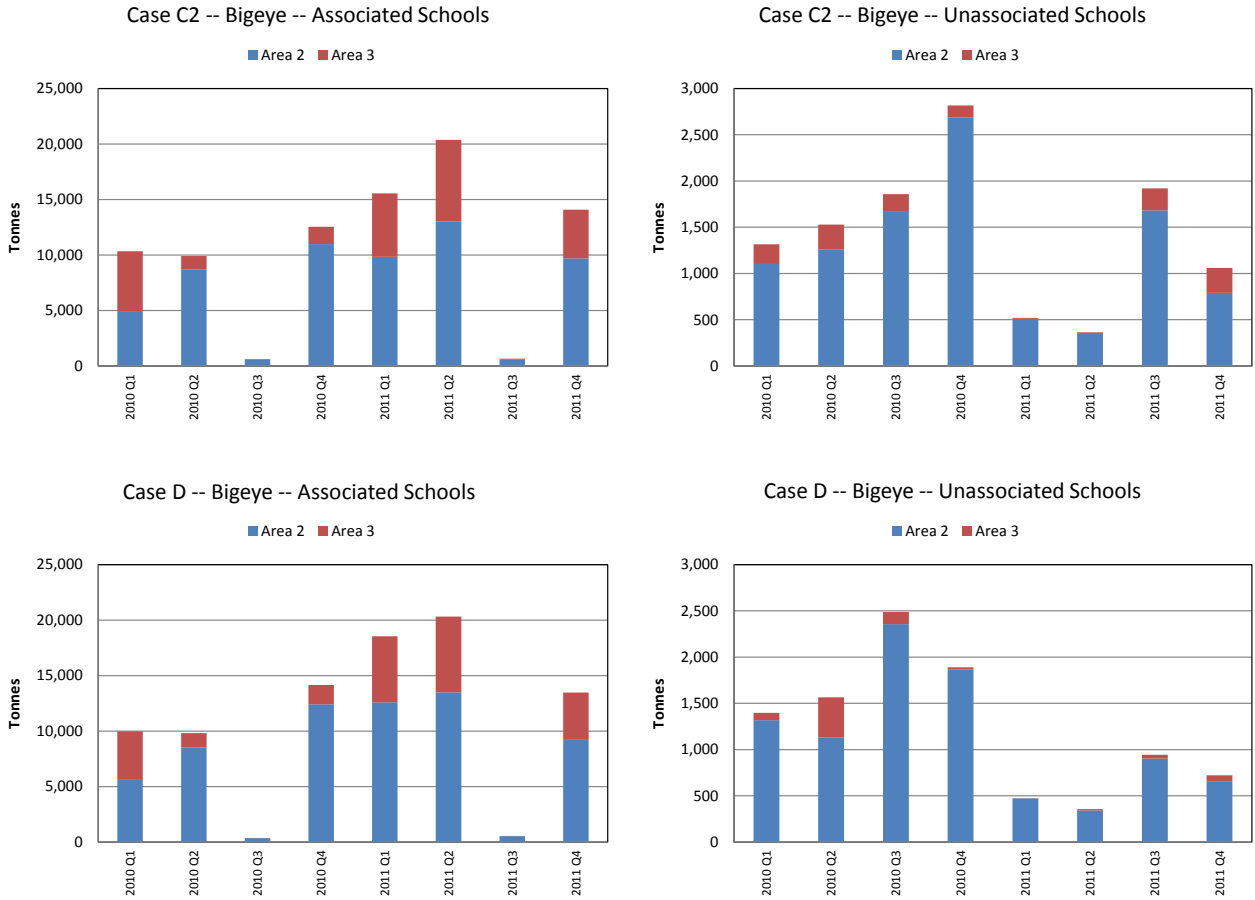 Case C2 -- Bigeye -- Associated Schools
Area 2 Area 3
25,000
20,000
15,000
10,000
5,000
0
Tonnes
2010 Q1
2010 Q2
2010 Q3
2010 Q4
2011 Q1
2011 Q2
2011 Q3
2011 Q4
Case C2 -- Bigeye -- Unassociated Schools
Area 2 Area 3
3,000
2,500
2,000
1,500
1,000
500
0
Tonnes
2010 Q1
2010 Q2
2010 Q3
2010 Q4
2011 Q1
2011 Q2
2011 Q3
2011 Q4
Case D -- Bigeye -- Associated Schools
Area 2 Area 3
25,000
20,000
15,000
10,000
5,000
0
Tonnes
2010 Q1
2010 Q2
2010 Q3
2010 Q4
2011 Q1
2011 Q2
2011 Q3
2011 Q4
Case D -- Bigeye -- Unassociated Schools
Area 2 Area 3
3,000
2,500
2,000
1,500
1,000
500
0
Tonnes
2010 Q1
2010 Q2
2010 Q3
2010 Q4
2011 Q1
2011 Q2
2011 Q3
2011 Q4